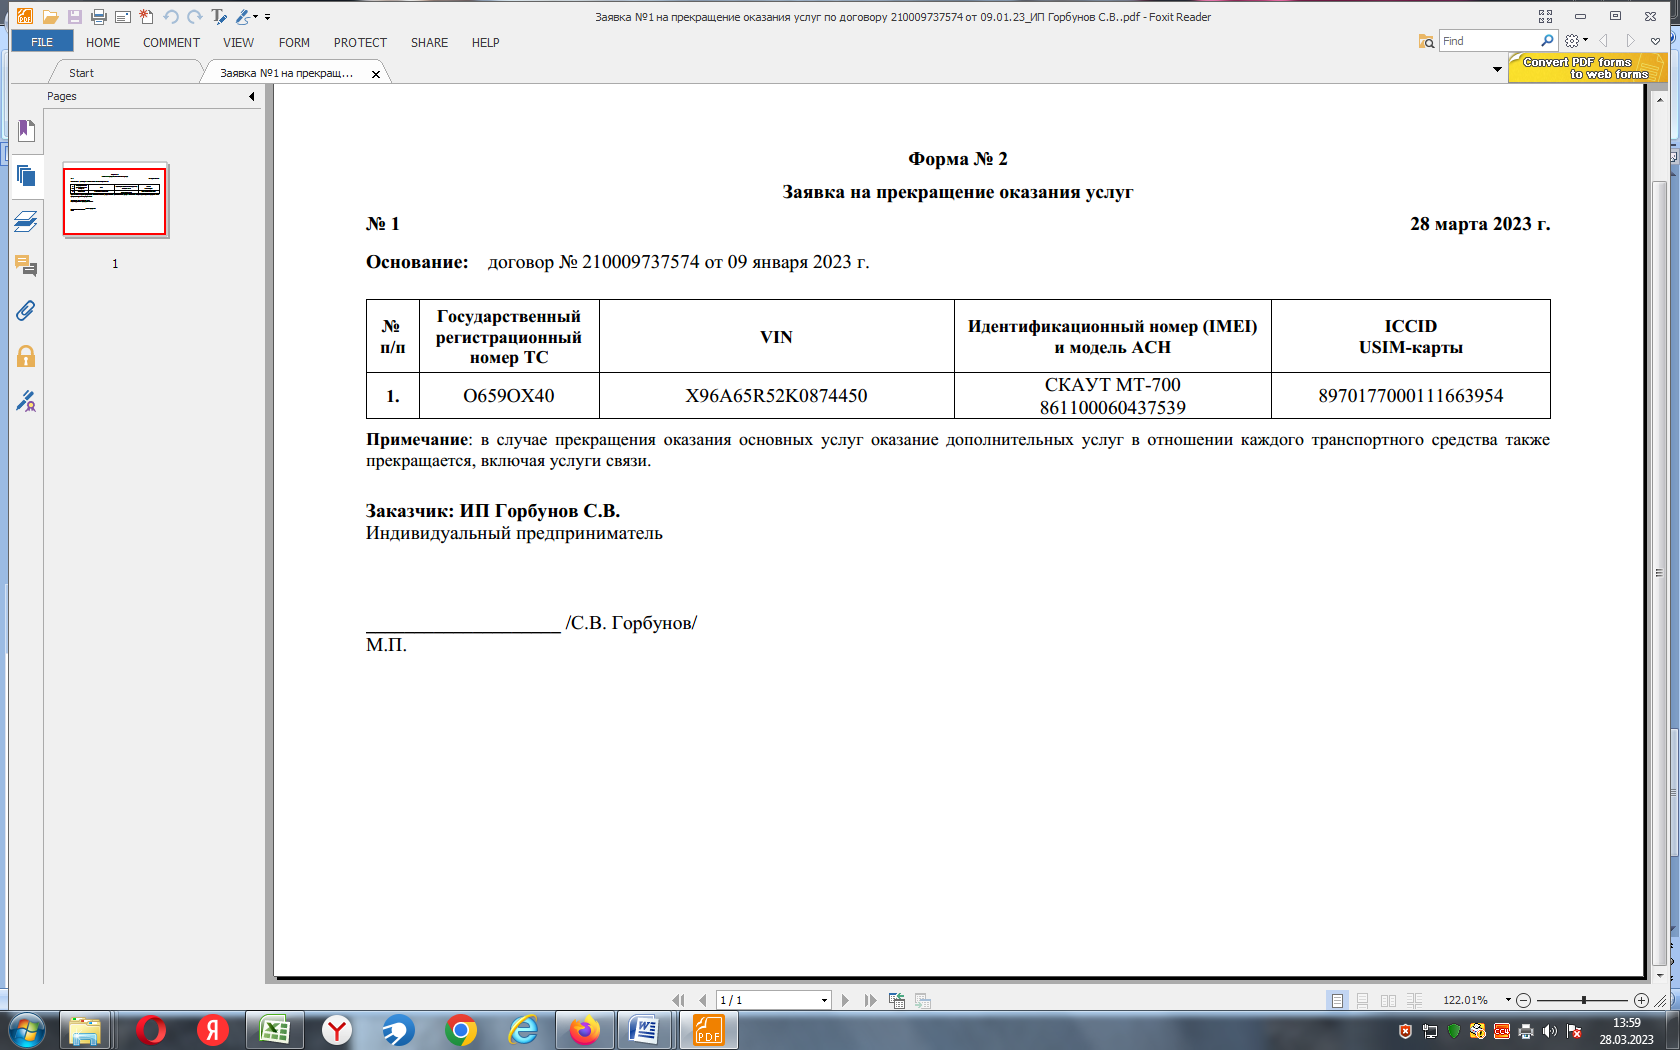 Заявка №1 на прекращение оказания услуг по договору 210009737574 от 09.01.23_ИП Горбунов С.В..pdf - Foxit Reader
FILE HOME COMMENT VIEW FORM PROTECT SHARE HELP
Find
Start
Заявка №1 на прекращ...
Convert PDF forms
to web forms
Pages
1
Форма № 2
Заявка на прекращение оказания услуг
№ 1
28 марта 2023 г.
Основание: договор № 210009737574 от 09 января 2023 г.
№ п/п
Государственный регистрационный номер ТС
VIN
Идентификационный номер (IMEI) и модель АСН
ICCID USIM-карты
1.
О659ОХ40
X96A65R52K0874450
СКАУТ МТ-700
861100060437539
8970177000111663954
Примечание: в случае прекращения оказания основных услуг оказание дополнительных услуг в отношении каждого транспортного средства также
прекращается, включая услуги связи.
Заказчик: ИП Горбунов С.В.
Индивидуальный предприниматель
/С.В. Горбунов/
М.П.
1 / 1
122.01%
13:59
28.03.2023